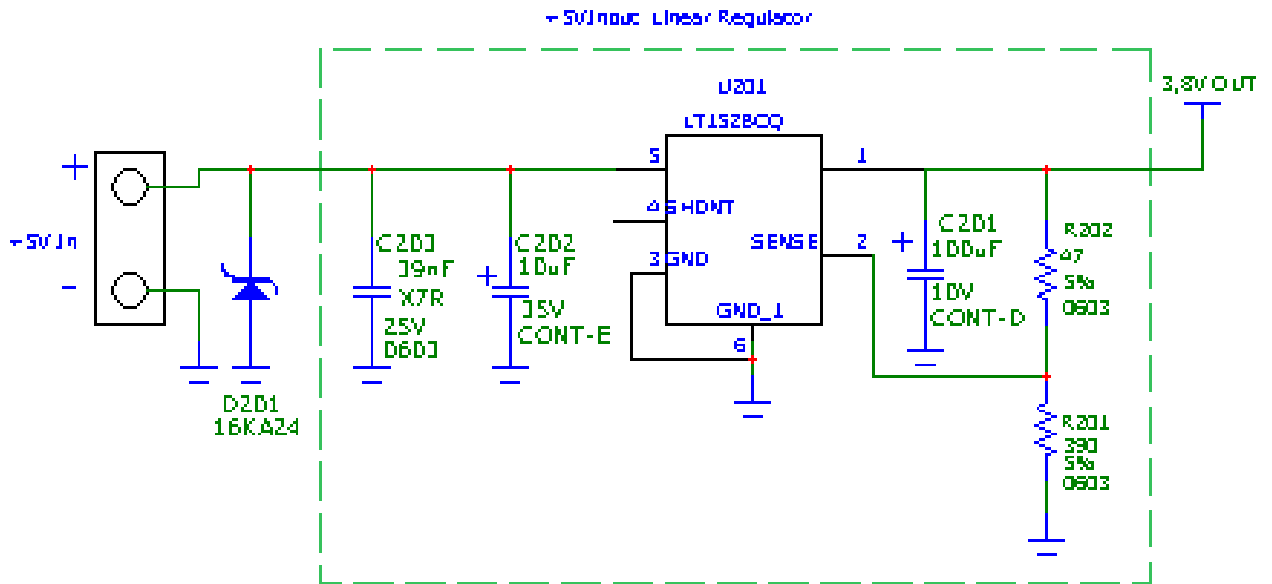 +5V Input Linear Regulator
U201
LT1528CQ
3,8V OUT
+
5
1
4
SHDNT
SENSE
2
3
GND
GND_1
6
+5V In
-
C203
39nF
X7R
25V
0603
+
C202
10uF
35V
CONT-E
+
C201
100uF
10V
CONT-D
R202
47
5%
0603
R201
390
5%
0603
D201
16KA24